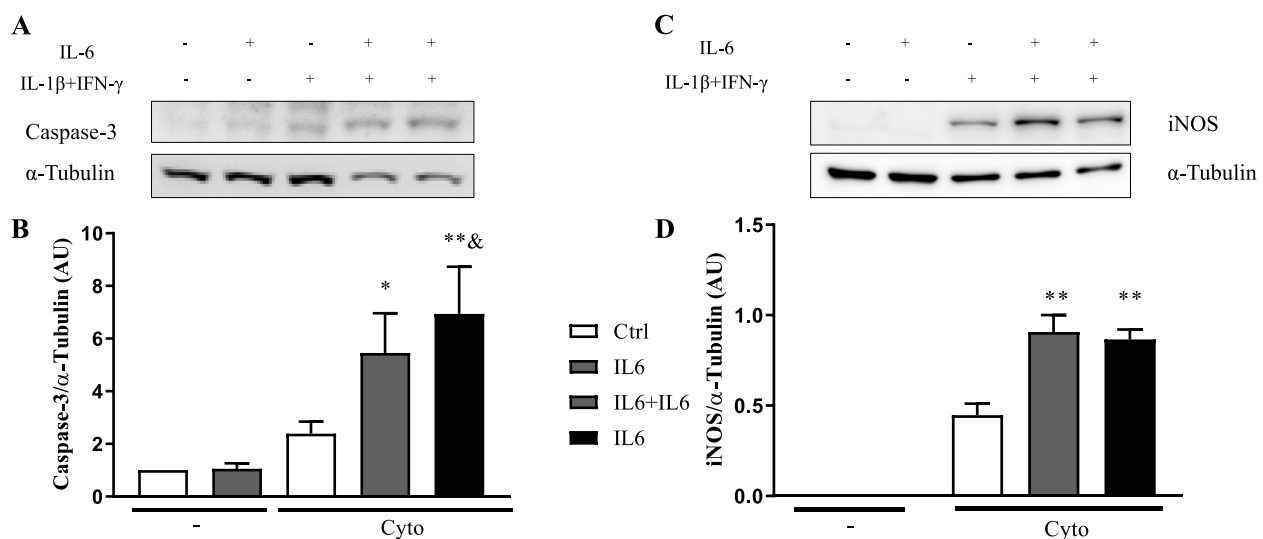 A
IL-6 - + - + +
IL-1β+IFN-γ - - + + +
Caspase-3
α-Tubulin
C
IL-6 - + - + +
IL-1β+IFN-γ - - + + +
iNOS
α-Tubulin
B
Caspase-3/α-Tubulin (AU)
10
8
6
4
2
0
*
**&
-
Cyto
Ctrl
IL6
IL6+IL6
IL6
D
iNOS/α-Tubulin (AU)
1.5
1.0
0.5
0.0
**
**
-
Cyto